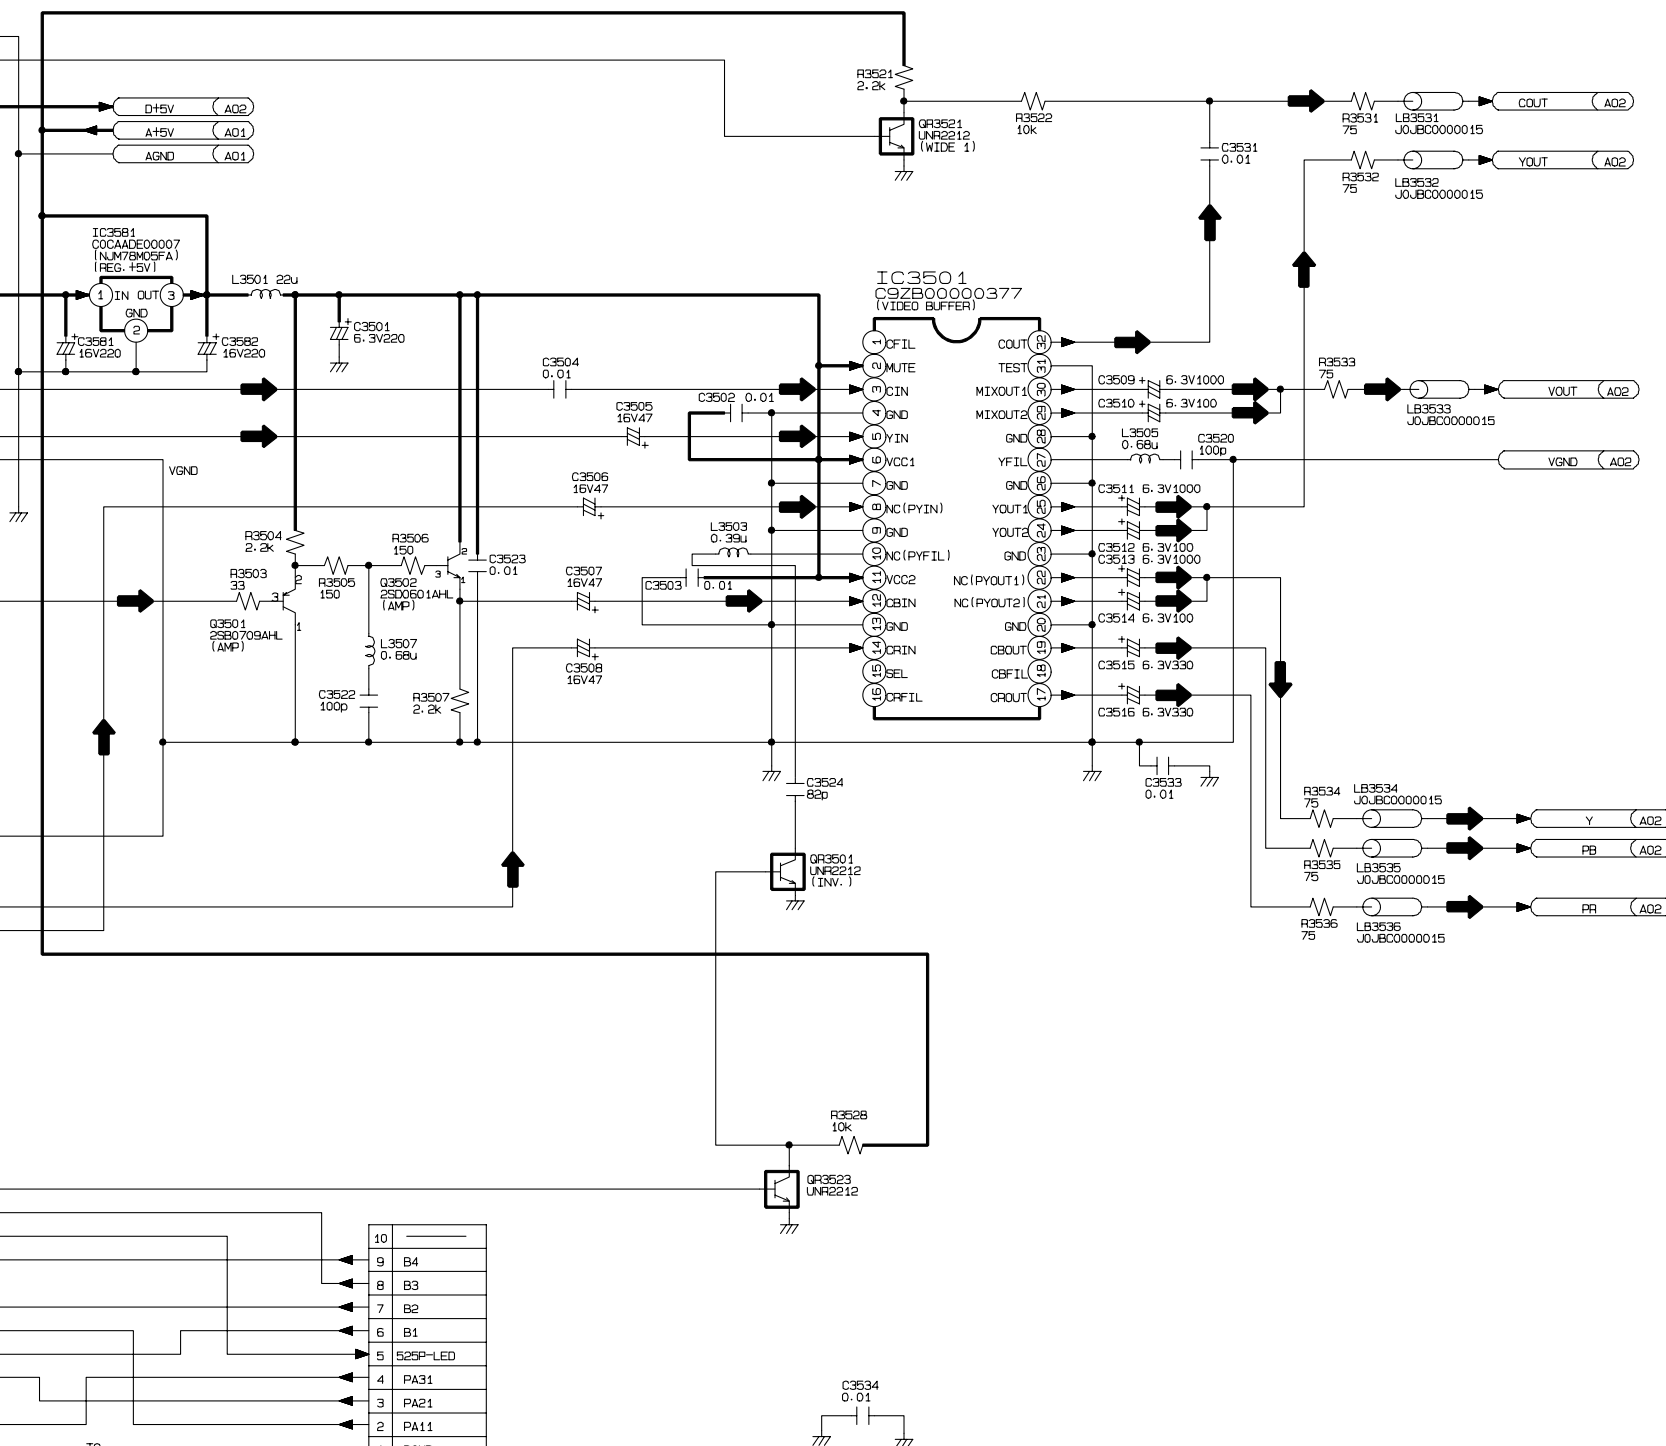 R3521
2.2k
D+5V A02
A+5V A01
AGND A01
R3522
10k
QR3521
UNR2212
(WIDE 1)
C3531
0.01
R3531
75
LB3531
J0JBC0000015
COUT A02
YOUT A02
R3532
75
LB3532
J0JBC0000015
IC3581
C0CAADE00007
(NJM78M05FA)
(REG.+5V)
1 IN OUT 3
GND
2
C3581
16V220
C3582
16V220
L3501 22u
C3501
6.3V220
IC3501
C9ZB00000377
(VIDEO BUFFER)
1 CFIL
2 MUTE
3 CIN
4 GND
5 YIN
6 VCC1
7 GND
8 NC(PYIN)
9 GND
10 NC(PYFIL)
11 VCC2
12 CBIN
13 GND
14 CRIN
15 SEL
16 CRFIL
COUT 32
TEST 31
MIXOUT1 30
MIXOUT2 29
GND 28
YFIL 27
GND 26
YOUT1 25
YOUT2 24
GND 23
NC(PYOUT1) 22
NC(PYOUT2) 21
GND 20
CBOUT 19
CBFIL 18
CROUT 17
C3504
0.01
C3502 0.01
C3505
16V47
+
VGND
C3506
16V47
+
L3503
0.39u
C3503 0.01
C3507
16V47
+
C3508
16V47
+
R3504
2.2k
R3503
33
R3505
150
R3506
150
Q3502
2SD0601AHL
(AMP)
C3523
0.01
Q3501
2SB0709AHL
(AMP)
2
3
1
2
3
1
L3507
0.68u
C3522
100p
R3507
2.2k
C3509 + 6.3V1000
C3510 + 6.3V100
L3505
0.68u
C3520
100p
C3511 6.3V1000
C3512 6.3V100
C3513 6.3V1000
C3514 6.3V100
C3515 6.3V330
C3516 6.3V330
R3533
75
LB3533
J0JBC0000015
VOUT A02
VGND A02
C3524
82p
C3533
0.01
QR3501
UNR2212
(INV.)
R3534
75
LB3534
J0JBC0000015
Y A02
R3535
75
LB3535
J0JBC0000015
PB A02
R3536
75
LB3536
J0JBC0000015
PR A02
R3528
10k
QR3523
UNR2212
10
9 B4
8 B3
7 B2
6 B1
5 525P-LED
4 PA31
3 PA21
2 PA11
C3534
0.01